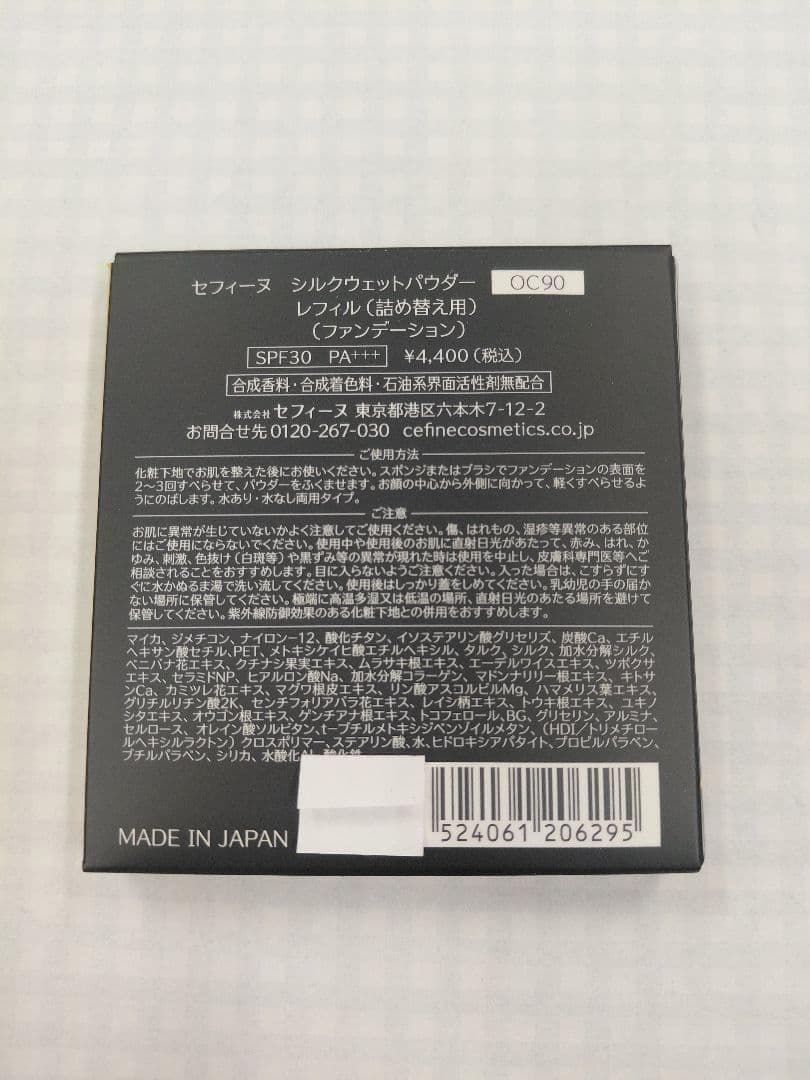 セフィーヌ シルクウェットパウダー OC90
レフィル(詰め替え用)
(ファンデーション)
SPF30 PA+++ ¥4,400(税込)
合成香料・合成着色料・石油系界面活性剤無配合
株式会社 セフィーヌ 東京都港区六本木7-12-2
お問合せ先 0120-267-030 cefinecosmetics.co.jp
ご使用方法
化粧下地でお肌を整えた後にお使いください。スポンジまたはブラシでファンデーションの表面を
2〜3回すべらせて、パウダーをふくませます。お顔の中心から外側に向かって、軽くすべらせるよ
うにのばします。水あり・水なし両用タイプ。
ご注意
お肌に異常が生じていないかよく注意してご使用ください。傷、はれもの、湿疹等異常のある部位
にはご使用にならないでください。使用中や使用後のお肌に直射日光があたって、赤み、はれ、か
ゆみ、刺激、色抜け(白斑等)や黒ずみ等の異常が現れた時は使用を中止し、皮膚科専門医等へご
相談されることをおすすめします。目に入らないようご注意ください。入った場合は、こすらずにす
ぐに水かぬるま湯で洗い流してください。使用後はしっかり蓋をしめてください。乳幼児の手の届か
ない場所に保管してください。極端に高温多湿又は低温の場所、直射日光のあたる場所を避けて
保管してください。紫外線防御効果のある化粧下地との併用をおすすめします。
マイカ、ジメチコン、ナイロン-12、酸化チタン、イソステアリン酸グリセリズ、炭酸Ca、エチル
ヘキサン酸セチル,PET、メトキシケイヒ酸エチルヘキシル、タルク、シルク、加水分解シルク、
ベニバナ花エキス、クチナシ果実エキス、ムラサキ根エキス、エーデルワイスエキス、ツボクサ
エキス、セラミドNP、ヒアルロン酸Na、加水分解コラーゲン、マドンナリリー根エキス、キトサ
ンCa、カミツレ花エキス、マグワ根皮エキス、リン酸アスコルビルMg、ハマメリス葉エキス、
グリチルリチン酸2K、センチフォリアバラ花エキス、レイシ柄エキス、トウキ根エキス、ユキノ
シタエキス、オウゴン根エキス、ゲンチアナ根エキス、トコフェロール、BG、グリセリン、アルミナ、
セルロース、オレイン酸ソルビタン、t-ブチルメトキシジベンゾイルメタン、(HDI/トリメチロー
ルヘキシルラクトン)クロスポリマー、ステアリン酸、水、ヒドロキシアパタイト、プロピルパラベン、
ブチルパラベン、シリカ、水酸化Al、酸化鉄
MADE IN JAPAN
524061 206295